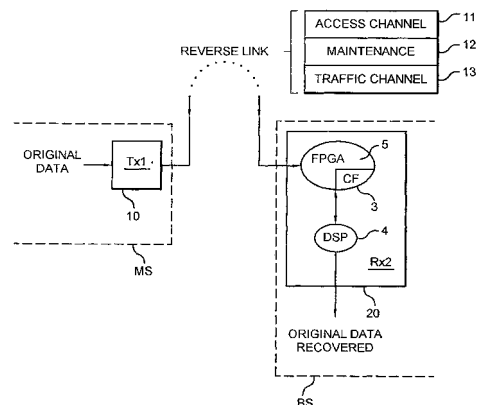 ACCESS CHANNEL
11
REVERSE LINK
MAINTENANCE
12
TRAFFIC CHANNEL
13
ORIGINAL
DATA
Tx1
10
MS
FPGA
5
CF
3
DSP
4
Rx2
20
ORIGINAL DATA
RECOVERED
BS